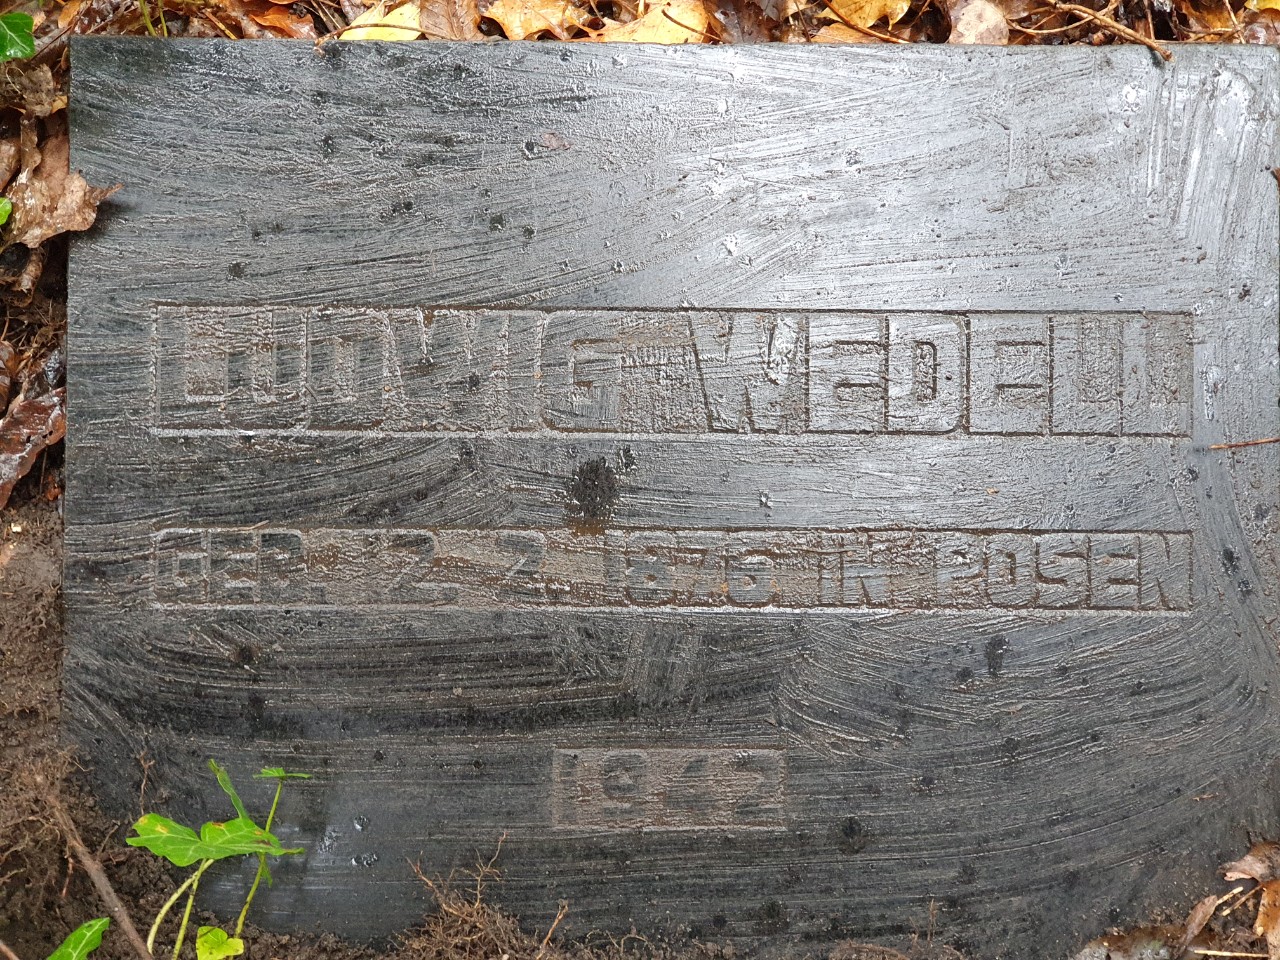 LUDWIG WEDELL
GEB. 12. 2. 1876 IN POSEN
1942